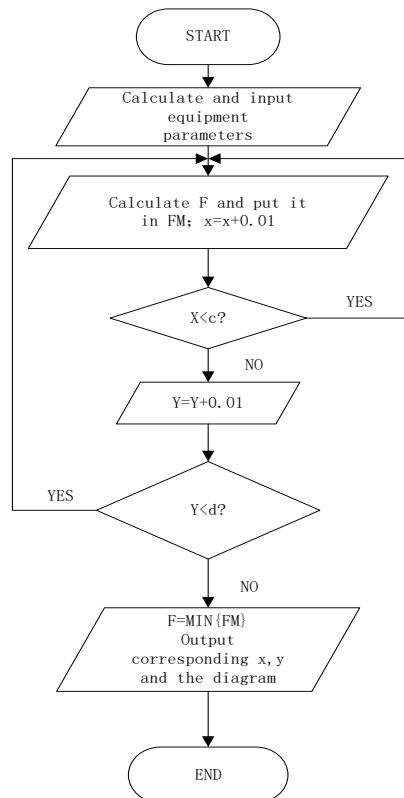 START
Calculate and input
equipment
parameters
Calculate F and put it
in FM; x=x+0.01
X<c?
YES
NO
Y=Y+0.01
YES
Y<d?
NO
F=MIN{FM}
Output
corresponding x,y
and the diagram
END